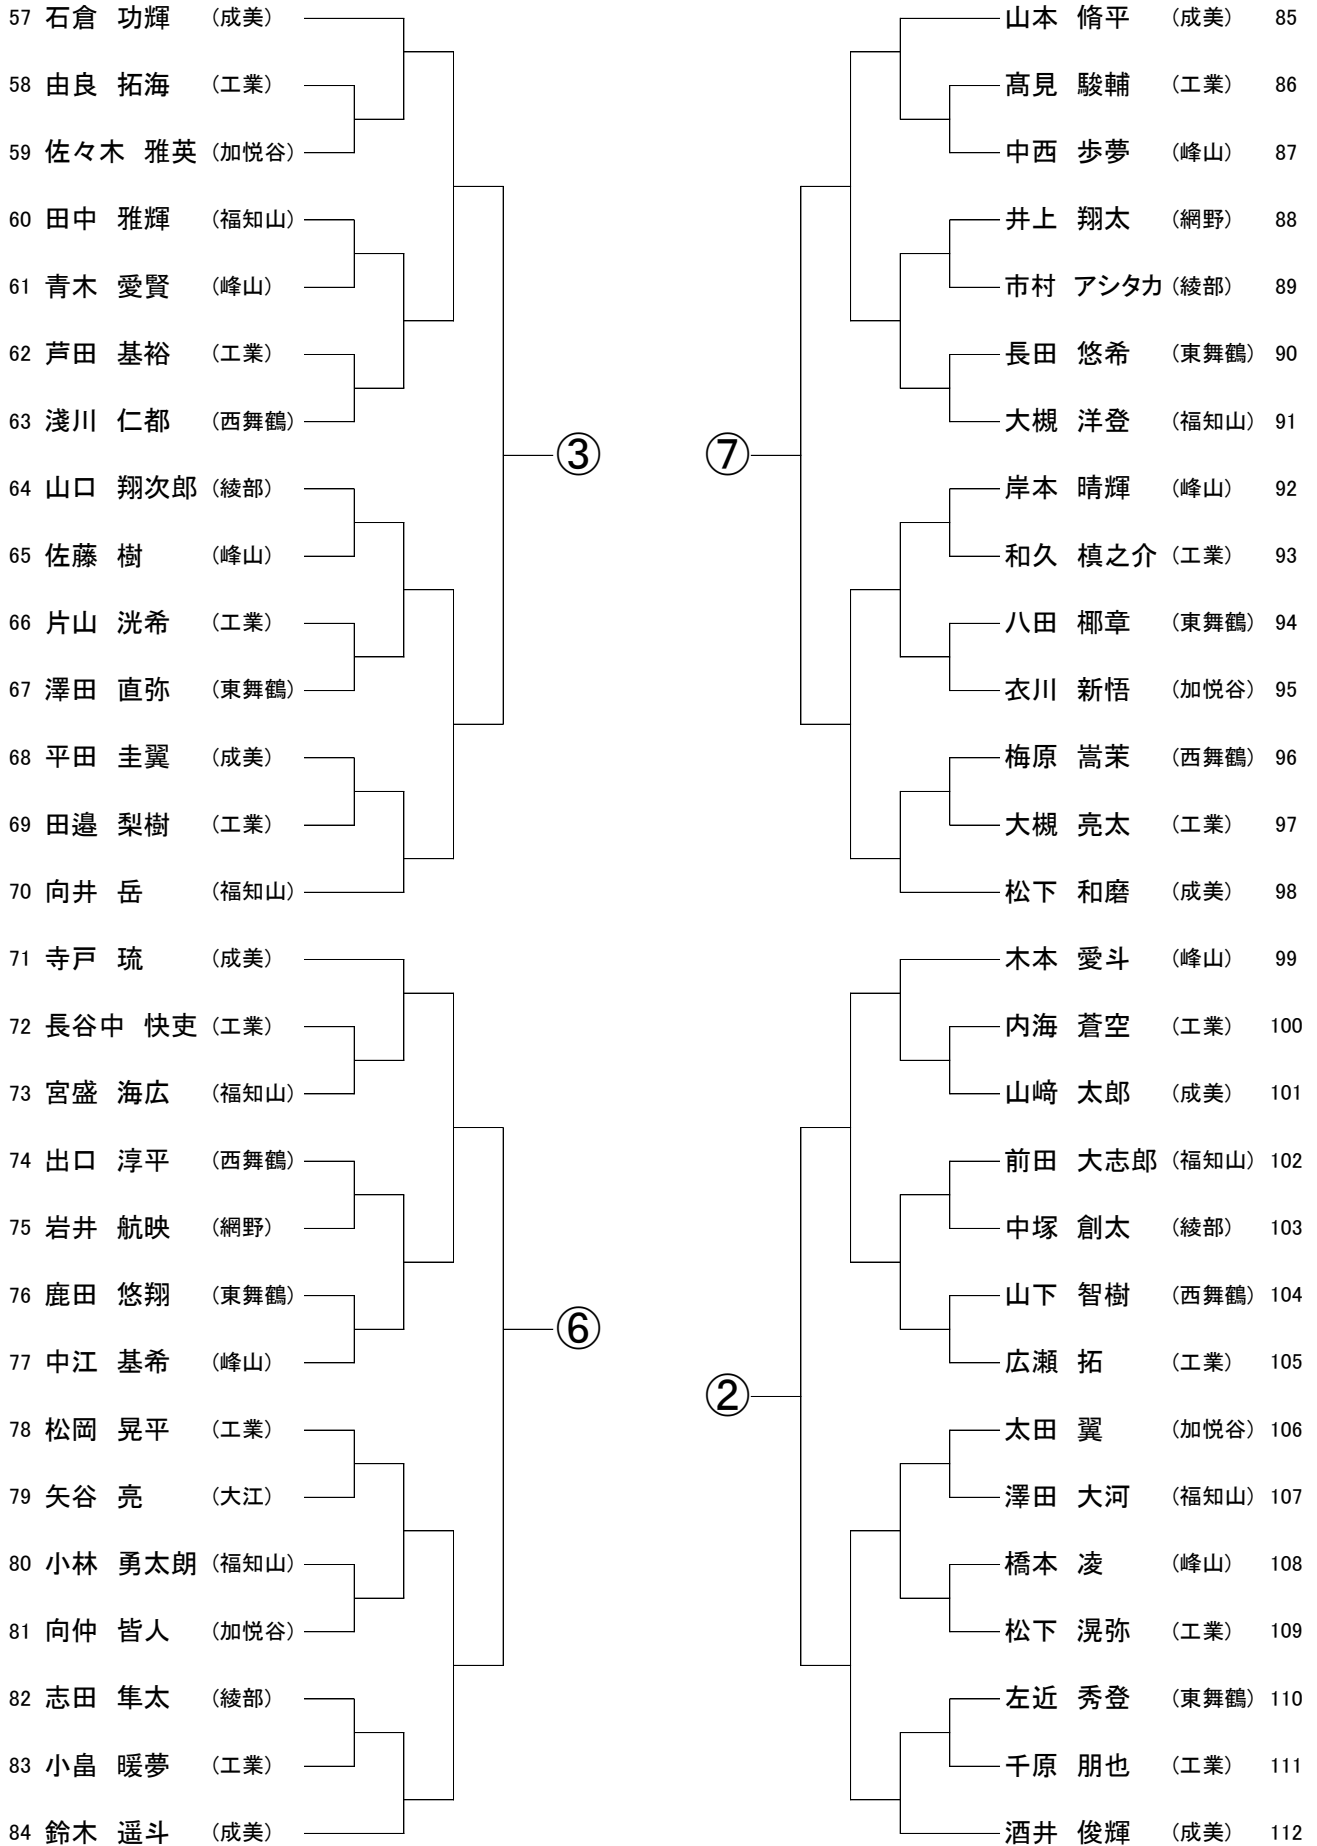 57 石倉 功輝 (成美)
58 由良 拓海 (工業)
59 佐々木 雅英 (加悦谷)
60 田中 雅輝 (福知山)
61 青木 愛賢 (峰山)
62 芦田 基裕 (工業)
63 淺川 仁都 (西舞鶴)
③
64 山口 翔次郎 (綾部)
65 佐藤 樹 (峰山)
66 片山 洸希 (工業)
67 澤田 直弥 (東舞鶴)
68 平田 圭翼 (成美)
69 田邉 梨樹 (工業)
70 向井 岳 (福知山)
71 寺戸 琉 (成美)
72 長谷中 快吏 (工業)
73 宮盛 海広 (福知山)
74 出口 淳平 (西舞鶴)
75 岩井 航映 (網野)
76 鹿田 悠翔 (東舞鶴)
⑥
77 中江 基希 (峰山)
78 松岡 晃平 (工業)
79 矢谷 亮 (大江)
80 小林 勇太朗 (福知山)
81 向仲 皆人 (加悦谷)
82 志田 隼太 (綾部)
83 小畠 暖夢 (工業)
84 鈴木 遥斗 (成美)
山本 脩平 (成美) 85
髙見 駿輔 (工業) 86
中西 歩夢 (峰山) 87
井上 翔太 (網野) 88
市村 アシタカ (綾部) 89
長田 悠希 (東舞鶴) 90
大槻 洋登 (福知山) 91
⑦
岸本 晴輝 (峰山) 92
和久 槙之介 (工業) 93
八田 椰章 (東舞鶴) 94
衣川 新悟 (加悦谷) 95
梅原 嵩茉 (西舞鶴) 96
大槻 亮太 (工業) 97
松下 和磨 (成美) 98
木本 愛斗 (峰山) 99
内海 蒼空 (工業) 100
山﨑 太郎 (成美) 101
前田 大志郎 (福知山) 102
中塚 創太 (綾部) 103
山下 智樹 (西舞鶴) 104
広瀬 拓 (工業) 105
②
太田 翼 (加悦谷) 106
澤田 大河 (福知山) 107
橋本 凌 (峰山) 108
松下 滉弥 (工業) 109
左近 秀登 (東舞鶴) 110
千原 朋也 (工業) 111
酒井 俊輝 (成美) 112